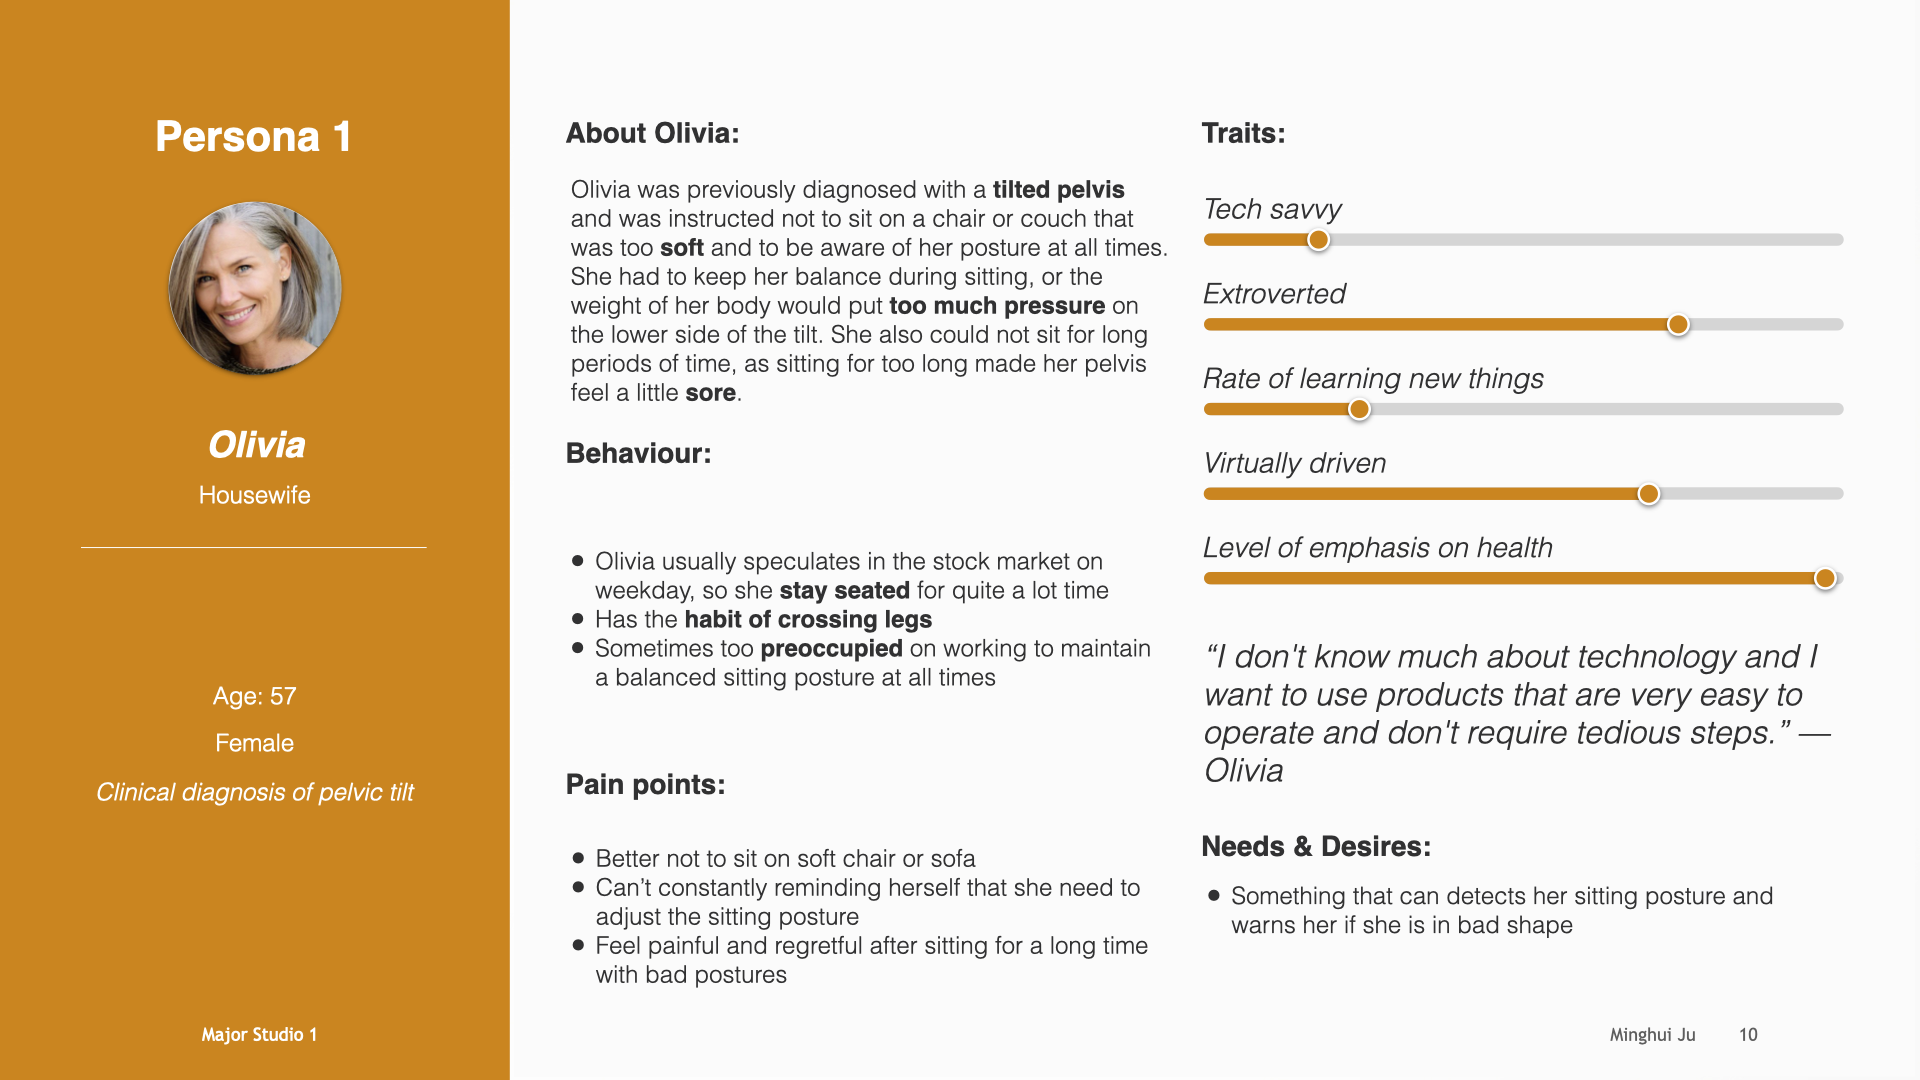 Persona 1
Olivia
Housewife
Age: 57
Female
Clinical diagnosis of pelvic tilt
Major Studio 1
About Olivia:
Olivia was previously diagnosed with a tilted pelvis
and was instructed not to sit on a chair or couch that
was too soft and to be aware of her posture at all times.
She had to keep her balance during sitting, or the
weight of her body would put too much pressure on
the lower side of the tilt. She also could not sit for long
periods of time, as sitting for too long made her pelvis
feel a little sore.
Behaviour:
● Olivia usually speculates in the stock market on
weekday, so she stay seated for quite a lot time
● Has the habit of crossing legs
● Sometimes too preoccupied on working to maintain
a balanced sitting posture at all times
Pain points:
● Better not to sit on soft chair or sofa
● Can’t constantly reminding herself that she need to
adjust the sitting posture
● Feel painful and regretful after sitting for a long time
with bad postures
Traits:
Tech savvy
Extroverted
Rate of learning new things
Virtually driven
Level of emphasis on health
“I don't know much about technology and I
want to use products that are very easy to
operate and don't require tedious steps.” —
Olivia
Needs & Desires:
● Something that can detects her sitting posture and
warns her if she is in bad shape
Minghui Ju 10